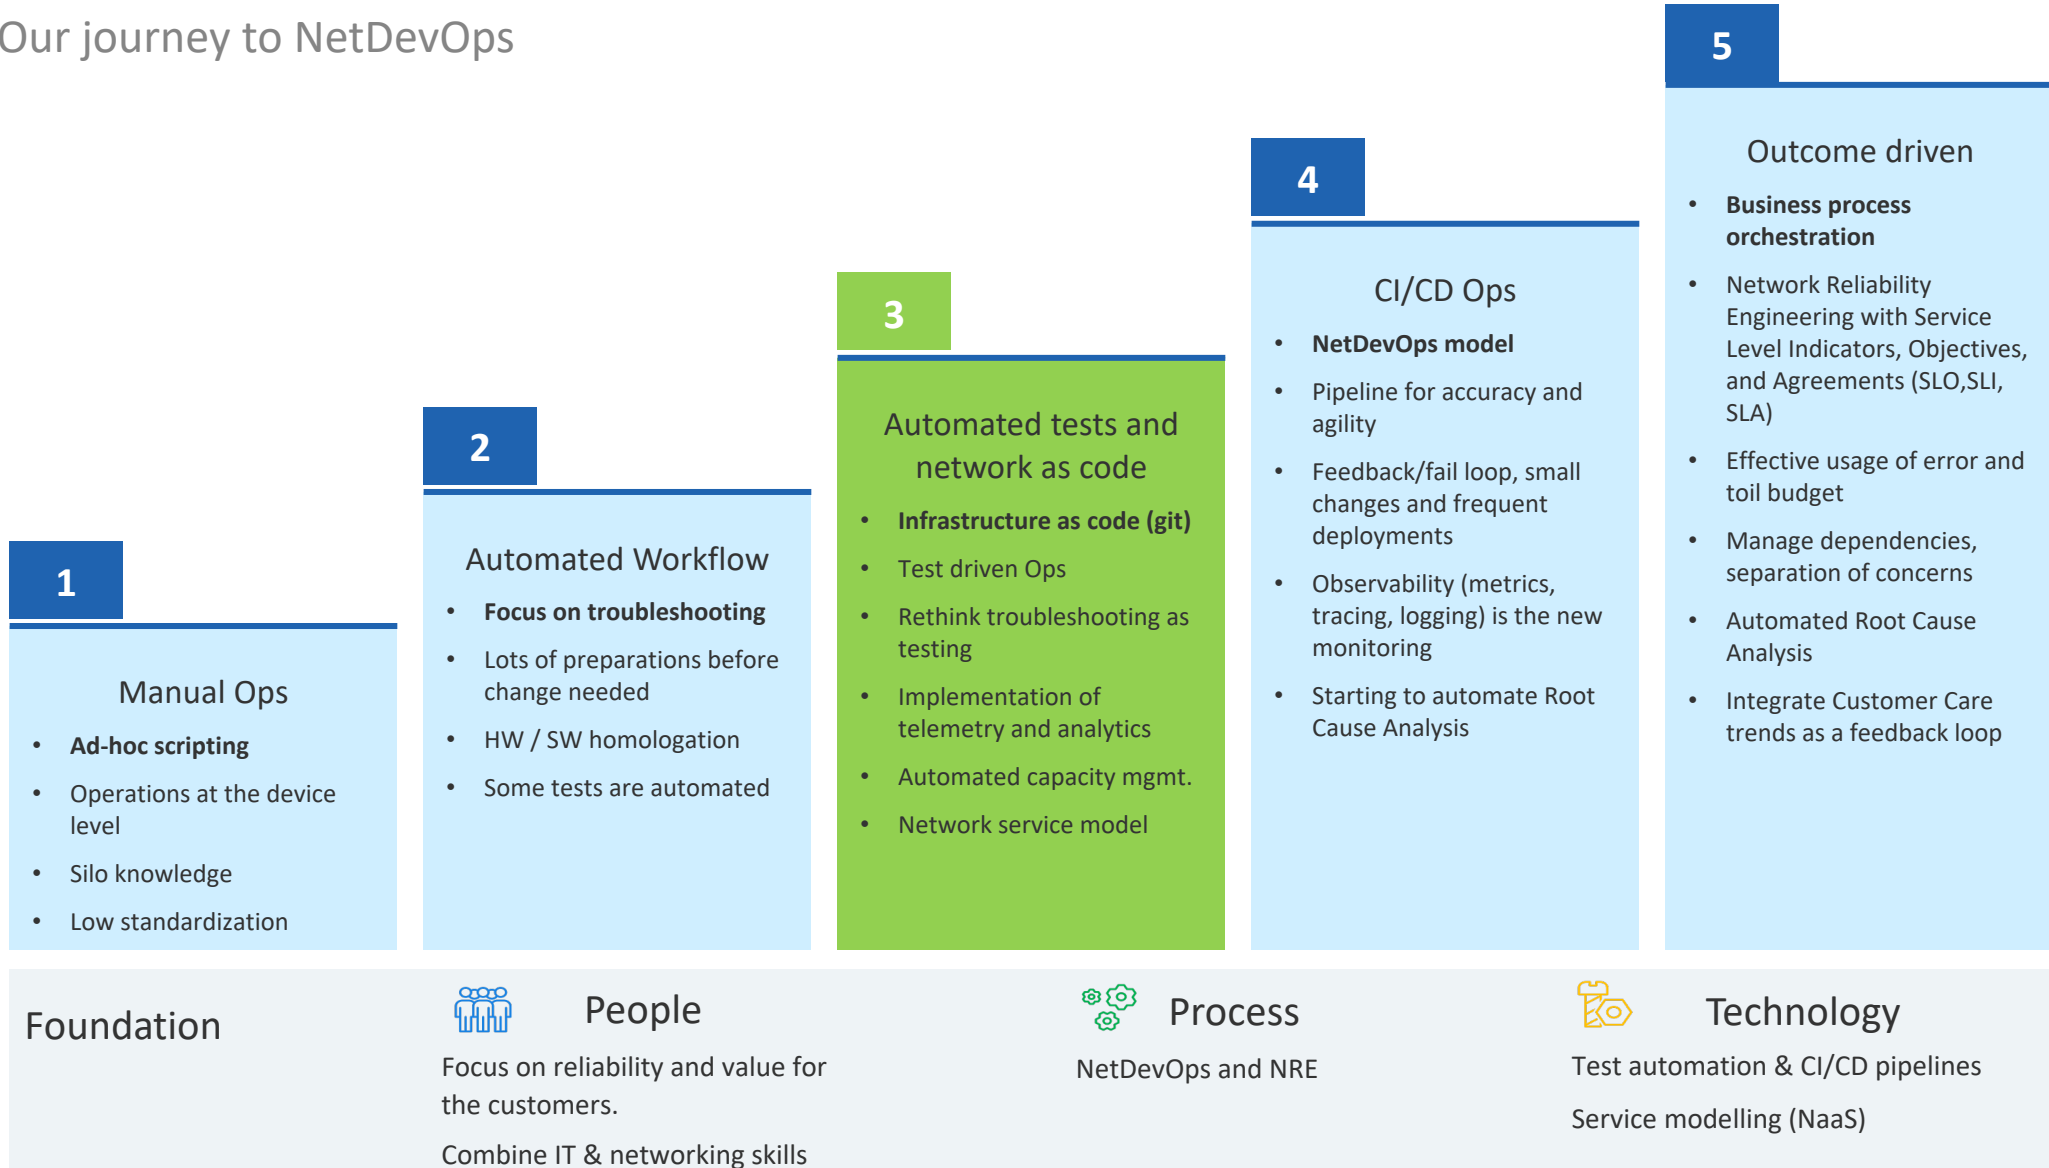 Our journey to NetDevOps
1
Manual Ops
• Ad-hoc scripting
• Operations at the device
level
• Silo knowledge
• Low standardization
2
Automated Workflow
• Focus on troubleshooting
• Lots of preparations before
change needed
• HW / SW homologation
• Some tests are automated
3
Automated tests and
network as code
• Infrastructure as code (git)
• Test driven Ops
• Rethink troubleshooting as
testing
• Implementation of
telemetry and analytics
• Automated capacity mgmt.
• Network service model
4
CI/CD Ops
• NetDevOps model
• Pipeline for accuracy and
agility
• Feedback/fail loop, small
changes and frequent
deployments
• Observability (metrics,
tracing, logging) is the new
monitoring
• Starting to automate Root
Cause Analysis
5
Outcome driven
• Business process
orchestration
• Network Reliability
Engineering with Service
Level Indicators, Objectives,
and Agreements (SLO,SLI,
SLA)
• Effective usage of error and
toil budget
• Manage dependencies,
separation of concerns
• Automated Root Cause
Analysis
• Integrate Customer Care
trends as a feedback loop
Foundation
People
Focus on reliability and value for
the customers.
Combine IT & networking skills
Process
NetDevOps and NRE
Technology
Test automation & CI/CD pipelines
Service modelling (NaaS)